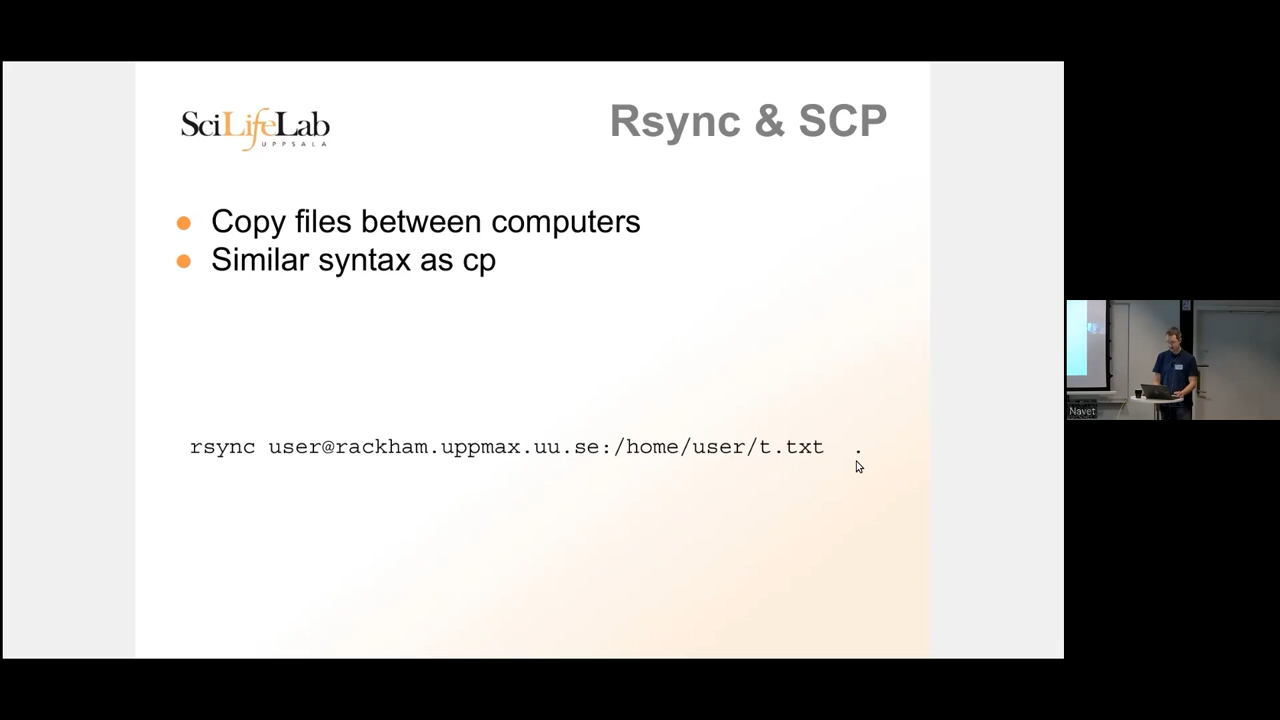 SciLifeLab
UPPSALA
Rsync & SCP
Copy files between computers
Similar syntax as cp
rsync user@rackham.uppmax.uu.se:/home/user/t.txt .
Navet